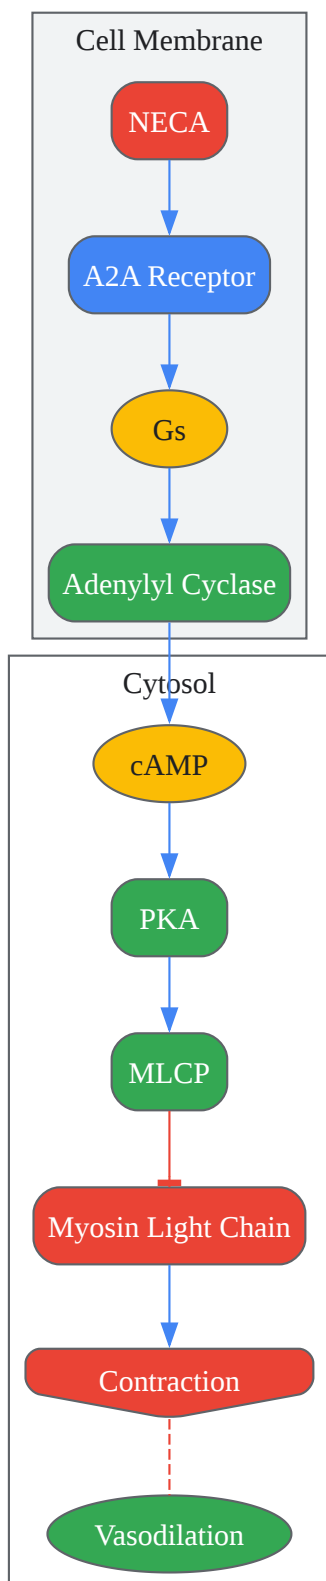 Cell Membrane
NECA
A2A Receptor
Gs
Adenylyl Cyclase
Cytosol
cAMP
PKA
MLCP
Myosin Light Chain
Contraction
Vasodilation